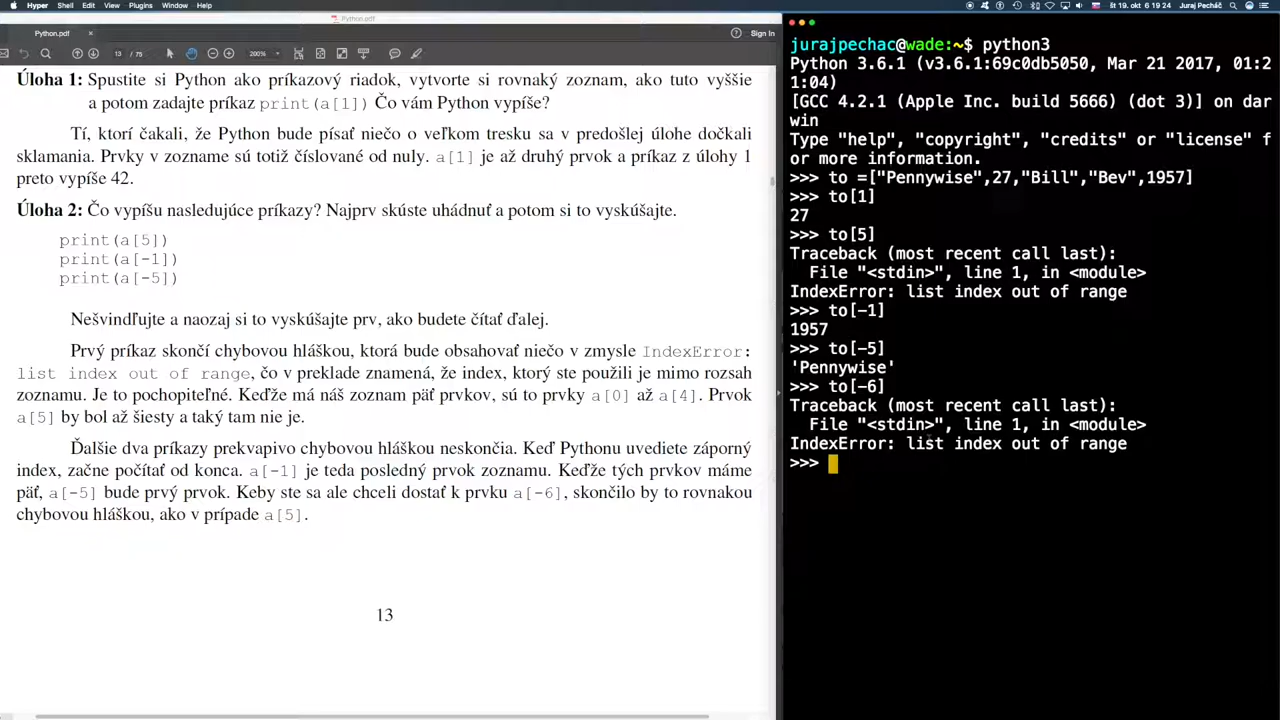 Hyper Shell Edit View Plugins Window Help
št 19. okt. 6 19 24 Juraj Pecháč
Python.pdf
Python.pdf
Sign In
13 / 75
200%
Úloha 1: Spustite si Python ako príkazový riadok, vytvorte si rovnaký zoznam, ako tuto vyššie
a potom zadajte príkaz print(a[1]) Čo vám Python vypíše?
Tí, ktorí čakali, že Python bude písať niečo o veľkom tresku sa v predošlej úlohe dočkali
sklamania. Prvky v zozname sú totiž číslované od nuly. a[1] je až druhý prvok a príkaz z úlohy 1
preto vypíše 42.
Úloha 2: Čo vypíšu nasledujúce príkazy? Najprv skúste uhádnuť a potom si to vyskúšajte.
print(a[5])
print(a[-1])
print(a[-5])
Nešvindľujte a naozaj si to vyskúšajte prv, ako budete čítať ďalej.
Prvý príkaz skončí chybovou hláškou, ktorá bude obsahovať niečo v zmysle IndexError:
list index out of range, čo v preklade znamená, že index, ktorý ste použili je mimo rozsah
zoznamu. Je to pochopiteľné. Keďže má náš zoznam päť prvkov, sú to prvky a[0] až a[4]. Prvok
a[5] by bol až šiesty a taký tam nie je.
Ďalšie dva príkazy prekvapivo chybovou hláškou neskončia. Keď Pythonu uvediete záporný
index, začne počítať od konca. a[-1] je teda posledný prvok zoznamu. Keďže tých prvkov máme
päť, a[-5] bude prvý prvok. Keby ste sa ale chceli dostať k prvku a[-6], skončilo by to rovnakou
chybovou hláškou, ako v prípade a[5].
13
jurajpechac@wade:~$ python3
Python 3.6.1 (v3.6.1:69c0db5050, Mar 21 2017, 01:2
1:04)
[GCC 4.2.1 (Apple Inc. build 5666) (dot 3)] on dar
win
Type "help", "copyright", "credits" or "license" f
or more information.
>>> to =["Pennywise",27,"Bill","Bev",1957]
>>> to[1]
27
>>> to[5]
Traceback (most recent call last):
  File "<stdin>", line 1, in <module>
IndexError: list index out of range
>>> to[-1]
1957
>>> to[-5]
'Pennywise'
>>> to[-6]
Traceback (most recent call last):
  File "<stdin>", line 1, in <module>
IndexError: list index out of range
>>>